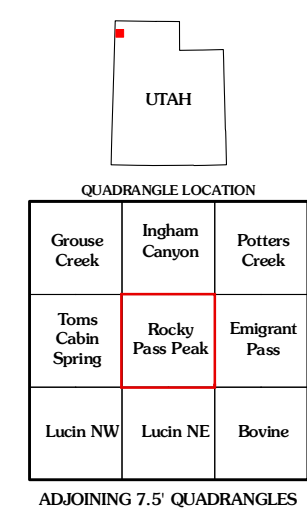 UTAH
QUADRANGLE LOCATION
Grouse
Creek
Ingham
Canyon
Potters
Creek
Toms
Cabin
Spring
Rocky
Pass Peak
Emigrant
Pass
Lucin NW
Lucin NE
Bovine
ADJOINING 7.5' QUADRANGLES